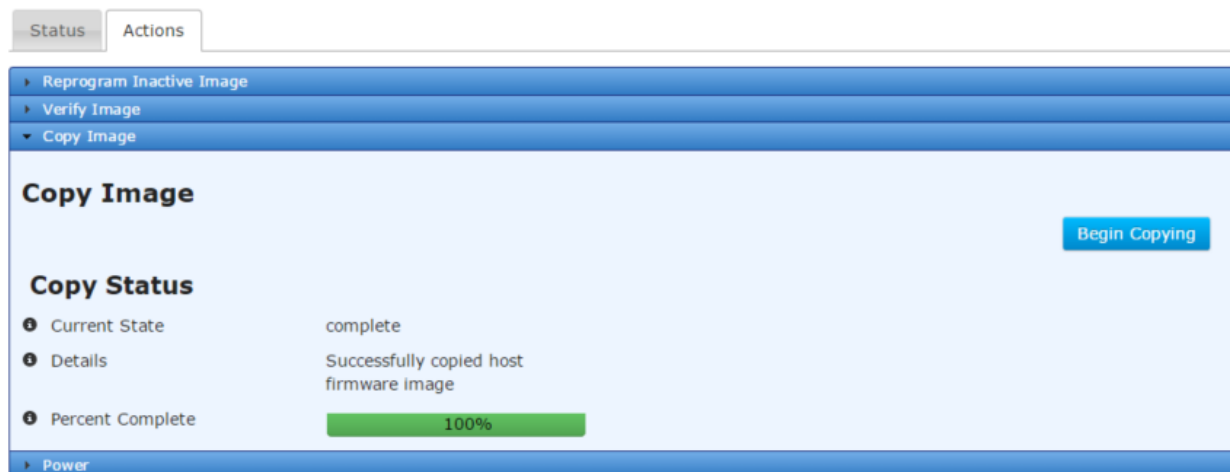 Status Actions
Reprogram Inactive Image
Verify Image
Copy Image
Copy Image
Begin Copying
Copy Status
Current State complete
Details Successfully copied host
firmware image
Percent Complete 100%
Power